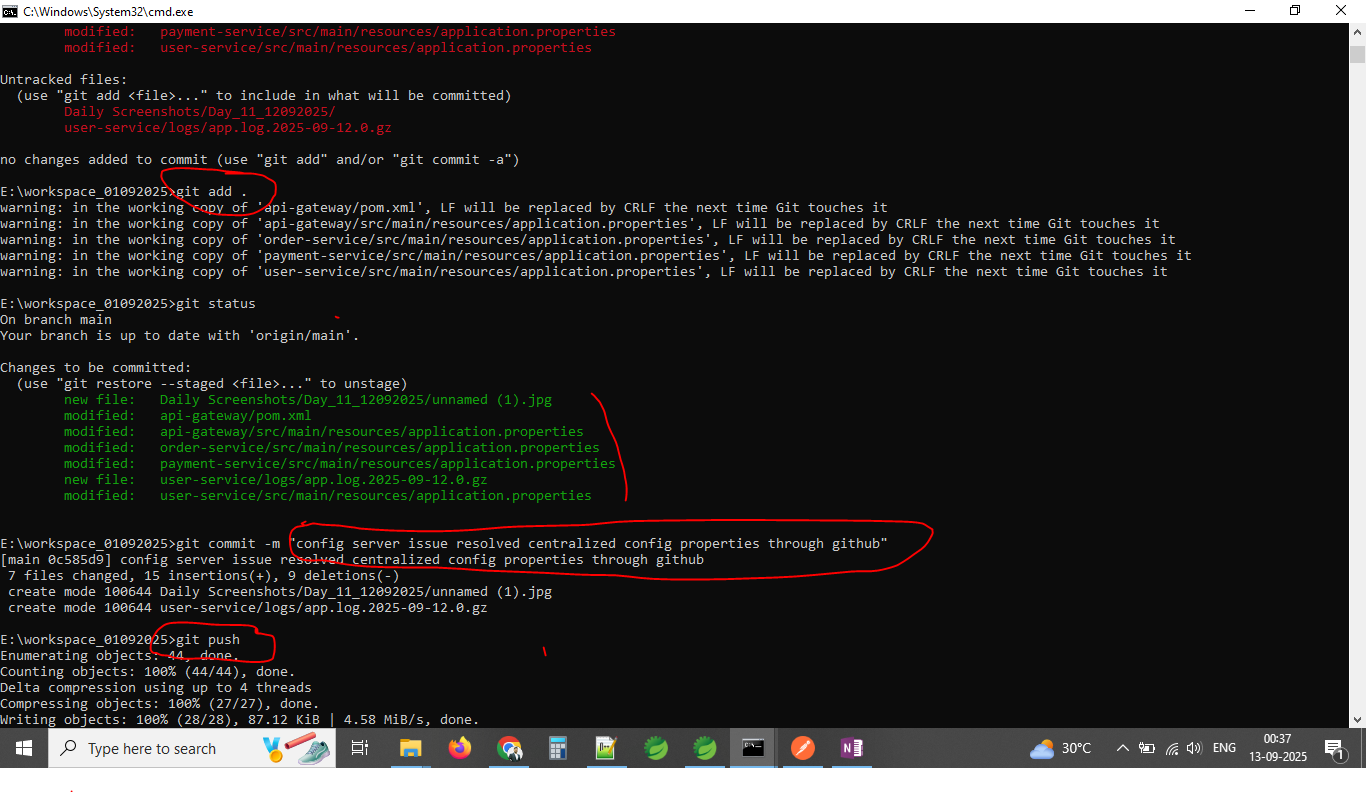 C:\Windows\System32\cmd.exe
modified:   payment-service/src/main/resources/application.properties
modified:   user-service/src/main/resources/application.properties
Untracked files:
(use "git add <file>..." to include in what will be committed)
Daily Screenshots/Day_11_12092025/
user-service/logs/app.log.2025-09-12.0.gz
no changes added to commit (use "git add" and/or "git commit -a")
E:\workspace_01092025>git add .
warning: in the working copy of 'api-gateway/pom.xml', LF will be replaced by CRLF the next time Git touches it
warning: in the working copy of 'api-gateway/src/main/resources/application.properties', LF will be replaced by CRLF the next time Git touches it
warning: in the working copy of 'order-service/src/main/resources/application.properties', LF will be replaced by CRLF the next time Git touches it
warning: in the working copy of 'payment-service/src/main/resources/application.properties', LF will be replaced by CRLF the next time Git touches it
warning: in the working copy of 'user-service/src/main/resources/application.properties', LF will be replaced by CRLF the next time Git touches it
E:\workspace_01092025>git status
On branch main
Your branch is up to date with 'origin/main'.
Changes to be committed:
(use "git restore --staged <file>..." to unstage)
new file:   Daily Screenshots/Day_11_12092025/unnamed (1).jpg
modified:   api-gateway/pom.xml
modified:   api-gateway/src/main/resources/application.properties
modified:   order-service/src/main/resources/application.properties
modified:   payment-service/src/main/resources/application.properties
new file:   user-service/logs/app.log.2025-09-12.0.gz
modified:   user-service/src/main/resources/application.properties
E:\workspace_01092025>git commit -m "config server issue resolved centralized config properties through github"
[main 0c585d9] config server issue resolved centralized config properties through github
7 files changed, 15 insertions(+), 9 deletions(-)
create mode 100644 Daily Screenshots/Day_11_12092025/unnamed (1).jpg
create mode 100644 user-service/logs/app.log.2025-09-12.0.gz
E:\workspace_01092025>git push
Enumerating objects: 44, done.
Counting objects: 100% (44/44), done.
Delta compression using up to 4 threads
Compressing objects: 100% (27/27), done.
Writing objects: 100% (28/28), 87.12 KiB | 4.58 MiB/s, done.
Type here to search
30°C
ENG
00:37
13-09-2025
1